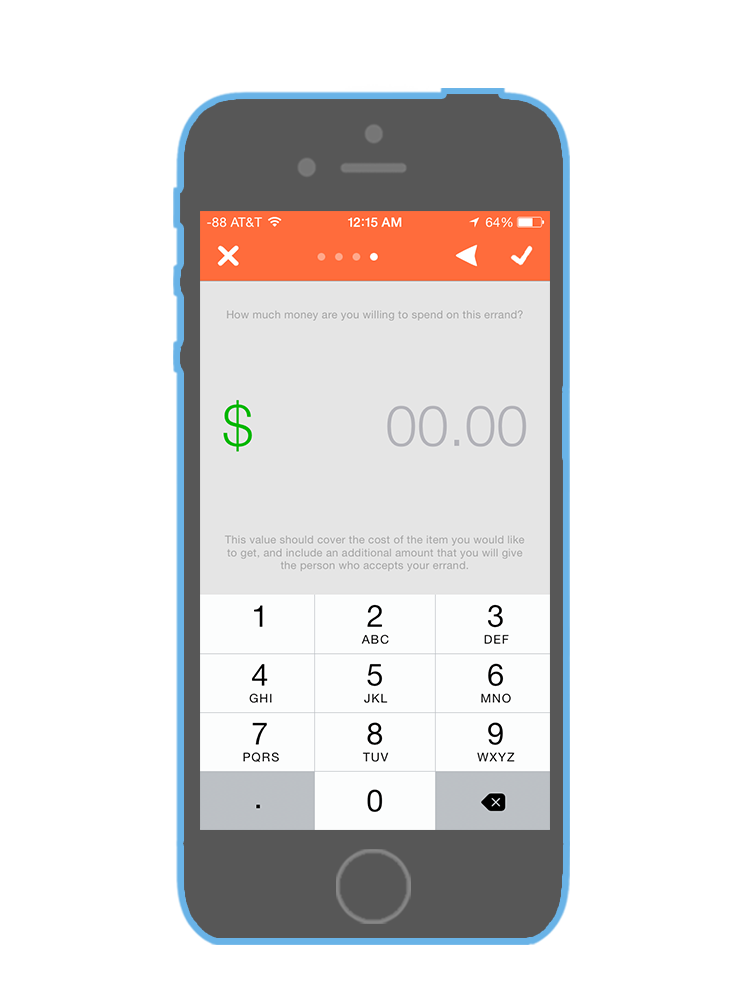 -88 AT&T 12:15 AM 64%
How much money are you willing to spend on this errand?
$ 00.00
This value should cover the cost of the item you would like
to get, and include an additional amount that you will give
the person who accepts your errand.
1 2 3
ABC DEF
4 5 6
GHI JKL MNO
7 8 9
PQRS TUV WXYZ
. 0